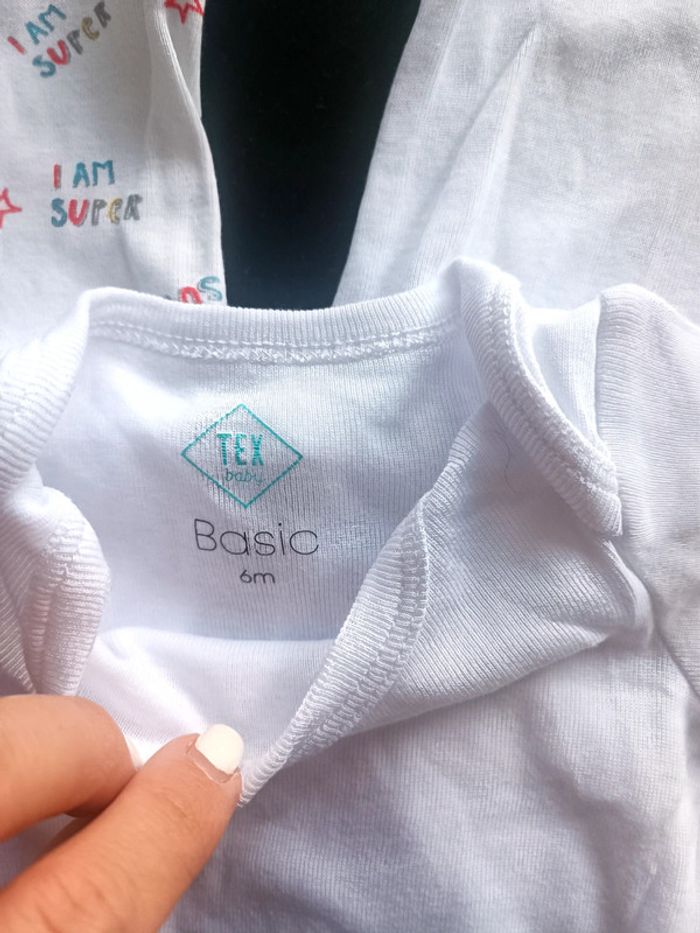 I AM
SUPER
I AM
SUPER
TEX
baby
Basic
6m